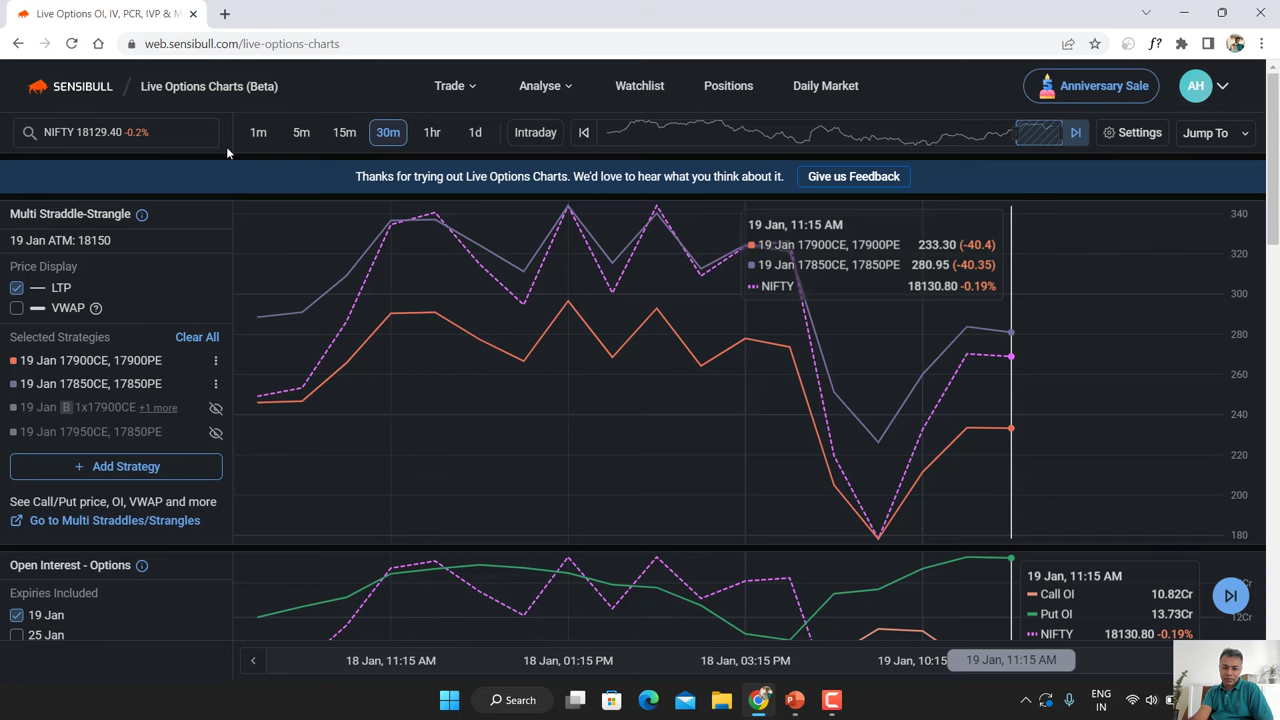 Live Options OI, IV, PCR, IVP & M
web.sensibull.com/live-options-charts
SENSIBULL / Live Options Charts (Beta)
Trade
Analyse
Watchlist
Positions
Daily Market
5
Anniversary Sale
AH
NIFTY 18129.40 -0.2%
1m
5m
15m
30m
1hr
1d
Intraday
Settings
Jump To
Thanks for trying out Live Options Charts. We'd love to hear what you think about it.
Give us Feedback
Multi Straddle-Strangle
19 Jan ATM: 18150
Price Display
LTP
VWAP
Selected Strategies
Clear All
19 Jan 17900CE, 17900PE
19 Jan 17850CE, 17850PE
19 Jan B 1x17900CE +1 more
19 Jan 17950CE, 17850PE
+ Add Strategy
See Call/Put price, OI, VWAP and more
Go to Multi Straddles/Strangles
19 Jan, 11:15 AM
19 Jan 17900CE, 17900PE 233.30 (-40.4)
19 Jan 17850CE, 17850PE 280.95 (-40.35)
NIFTY 18130.80 -0.19%
340
320
300
280
260
240
220
200
180
Open Interest - Options
Expiries Included
19 Jan
25 Jan
19 Jan, 11:15 AM
Call OI 10.82Cr
Put OI 13.73Cr
NIFTY 18130.80 -0.19%
12Cr
18 Jan, 11:15 AM
18 Jan, 01:15 PM
18 Jan, 03:15 PM
19 Jan, 10:15
19 Jan, 11:15 AM
Search
ENG
IN